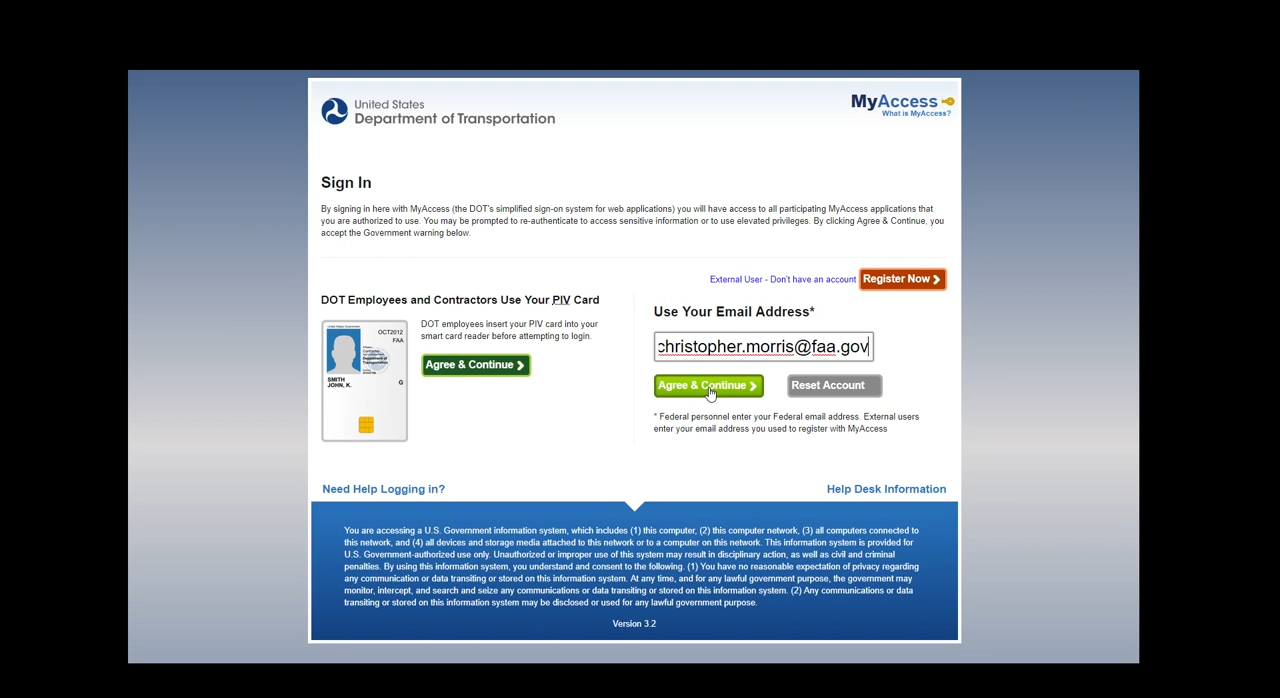 United States
Department of Transportation
MyAccess
What is MyAccess?
Sign In
By signing in here with MyAccess (the DOT's simplified sign-on system for web applications) you will have access to all participating MyAccess applications that
you are authorized to use. You may be prompted to re-authenticate to access sensitive information or to use elevated privileges. By clicking Agree & Continue, you
accept the Government warning below.
External User - Don't have an account
Register Now
DOT Employees and Contractors Use Your PIV Card
OCT2012
FAA
SMITH
JOHN, K.
G
DOT employees insert your PIV card into your
smart card reader before attempting to login.
Agree & Continue
Use Your Email Address*
christopher.morris@faa.gov
Agree & Continue
Reset Account
* Federal personnel enter your Federal email address. External users
enter your email address you used to register with MyAccess
Need Help Logging in?
Help Desk Information
You are accessing a U.S. Government information system, which includes (1) this computer, (2) this computer network, (3) all computers connected to
this network, and (4) all devices and storage media attached to this network or to a computer on this network. This information system is provided for
U.S. Government-authorized use only. Unauthorized or improper use of this system may result in disciplinary action, as well as civil and criminal
penalties. By using this information system, you understand and consent to the following. (1) You have no reasonable expectation of privacy regarding
any communication or data transiting or stored on this information system. At any time, and for any lawful government purpose, the government may
monitor, intercept, and search and seize any communications or data transiting or stored on this information system. (2) Any communications or data
transiting or stored on this information system may be disclosed or used for any lawful government purpose.
Version 3.2